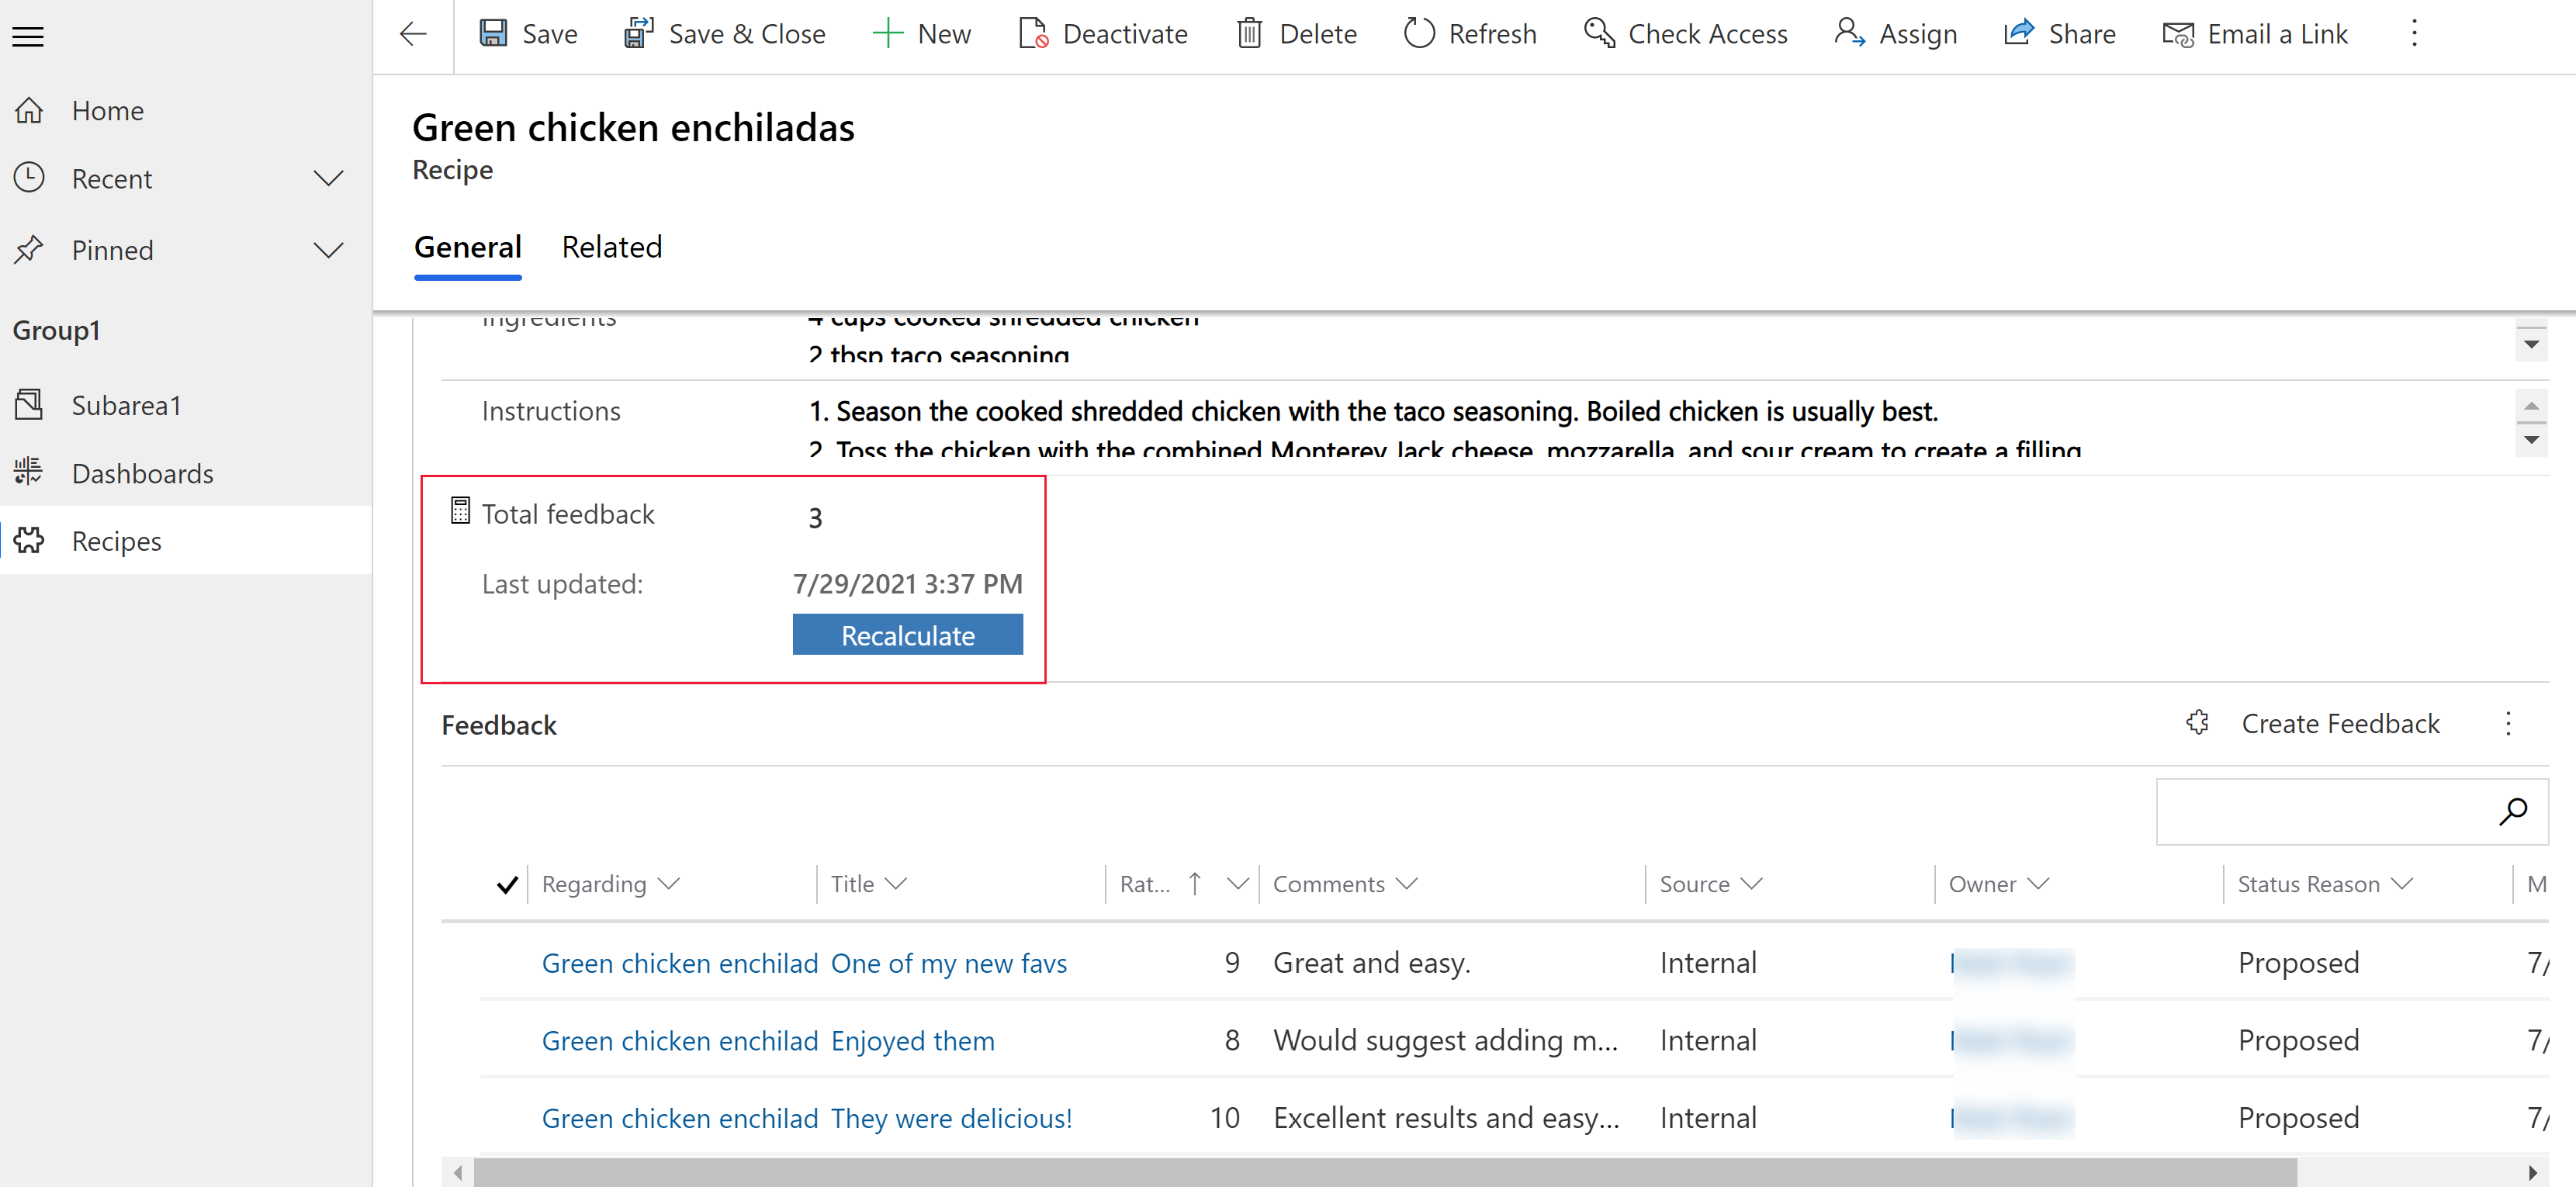 Save
Save & Close
New
Deactivate
Delete
Refresh
Check Access
Assign
Share
Email a Link
Home
Recent
Pinned
Group1
Subarea1
Dashboards
Recipes
Green chicken enchiladas
Recipe
General
Related
Ingredients
4 cups cooked shredded chicken
2 tbsp taco seasoning
Instructions
1. Season the cooked shredded chicken with the taco seasoning. Boiled chicken is usually best.
2. Toss the chicken with the combined Monterey Jack cheese, mozzarella, and sour cream to create a filling
Total feedback 3
Last updated: 7/29/2021 3:37 PM
Recalculate
Feedback
Create Feedback
Regarding Title Rat... Comments Source Owner Status Reason M
Green chicken enchilad One of my new favs 9 Great and easy. Internal Proposed 7/
Green chicken enchilad Enjoyed them 8 Would suggest adding m... Internal Proposed 7/
Green chicken enchilad They were delicious! 10 Excellent results and easy... Internal Proposed 7/